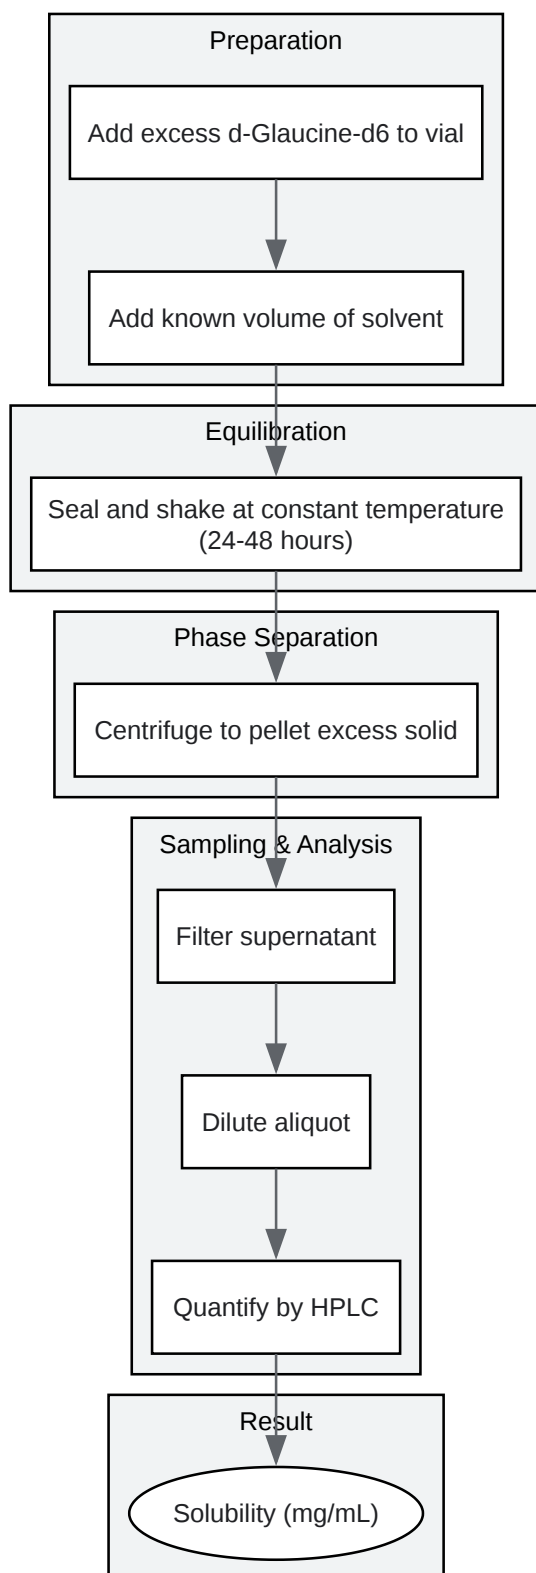 Preparation
Add excess d-Glaucine-d6 to vial
Add known volume of solvent
Equilibration
Seal and shake at constant temperature
(24-48 hours)
Phase Separation
Centrifuge to pellet excess solid
Sampling & Analysis
Filter supernatant
Dilute aliquot
Quantify by HPLC
Result
Solubility (mg/mL)